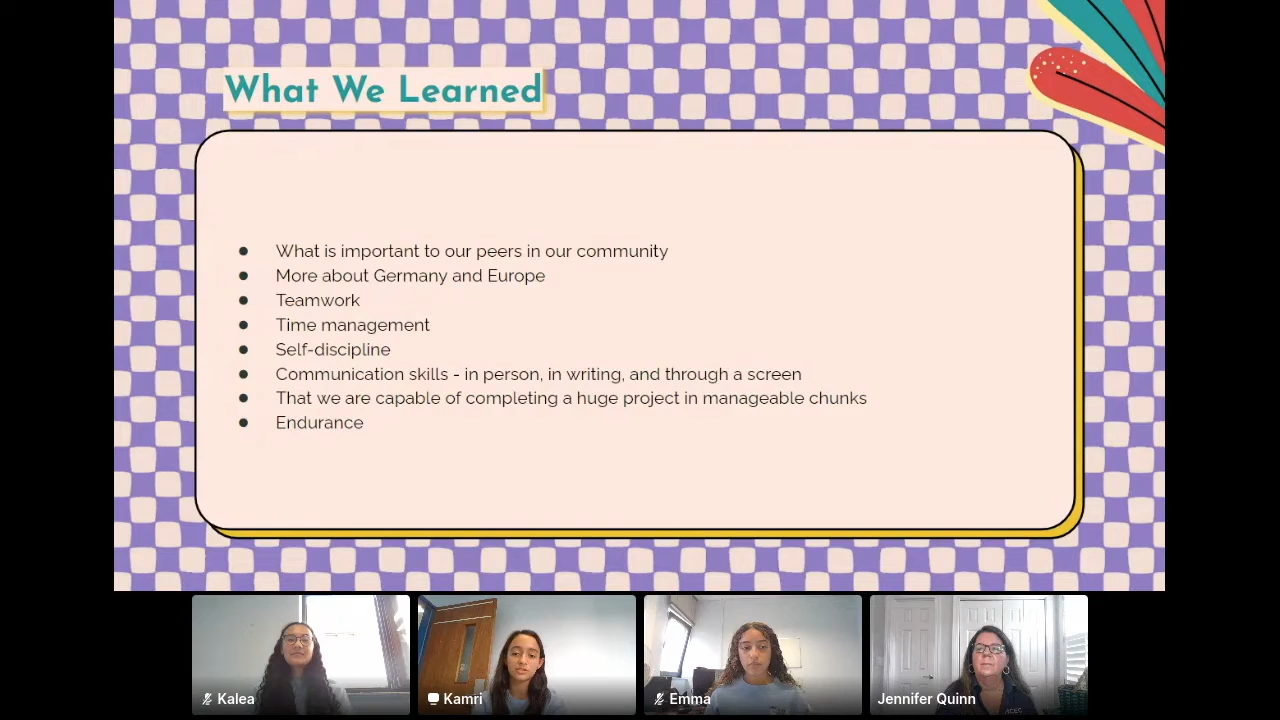 What We Learned
● What is important to our peers in our community
● More about Germany and Europe
● Teamwork
● Time management
● Self-discipline
● Communication skills - in person, in writing, and through a screen
● That we are capable of completing a huge project in manageable chunks
● Endurance
Kalea
Kamri
Emma
Jennifer Quinn